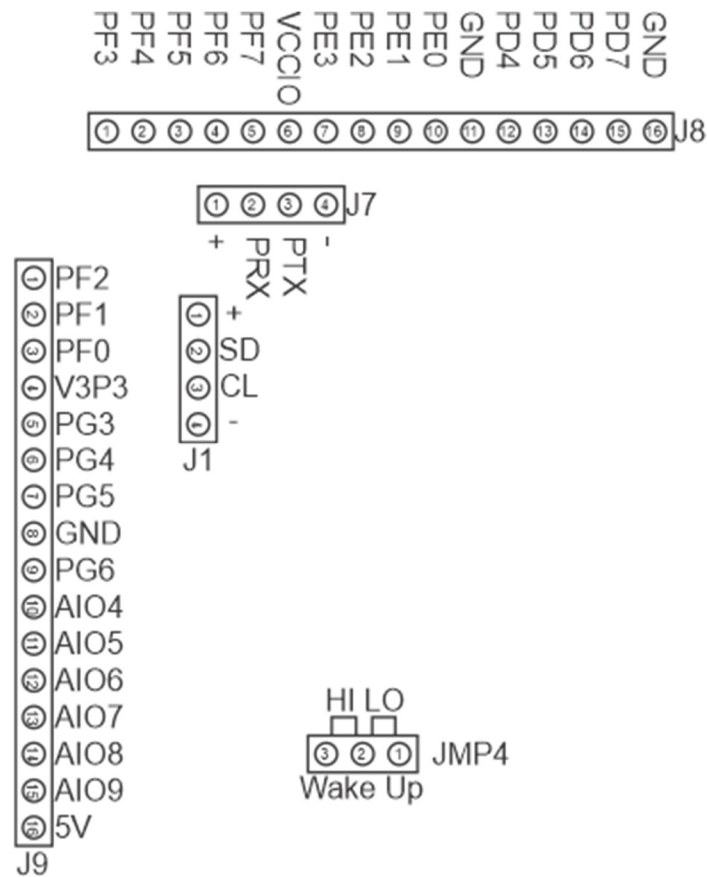 PF3 PF4 PF5 PF6 PF7 VCCIO PE3 PE2 PE1 PE0 GND PD4 PD5 PD6 PD7 GND
1 2 3 4 5 6 7 8 9 10 11 12 13 14 15 16 J8
1 2 3 4 J7
+ PRX PTX -
1 PF2
2 PF1
3 PF0
4 V3P3
5 PG3
6 PG4
7 PG5
8 GND
9 PG6
10 AIO4
11 AIO5
12 AIO6
13 AIO7
14 AIO8
15 AIO9
16 5V
J9
1 +
2 SD
3 CL
4 -
J1
HI LO
3 2 1 JMP4
Wake Up